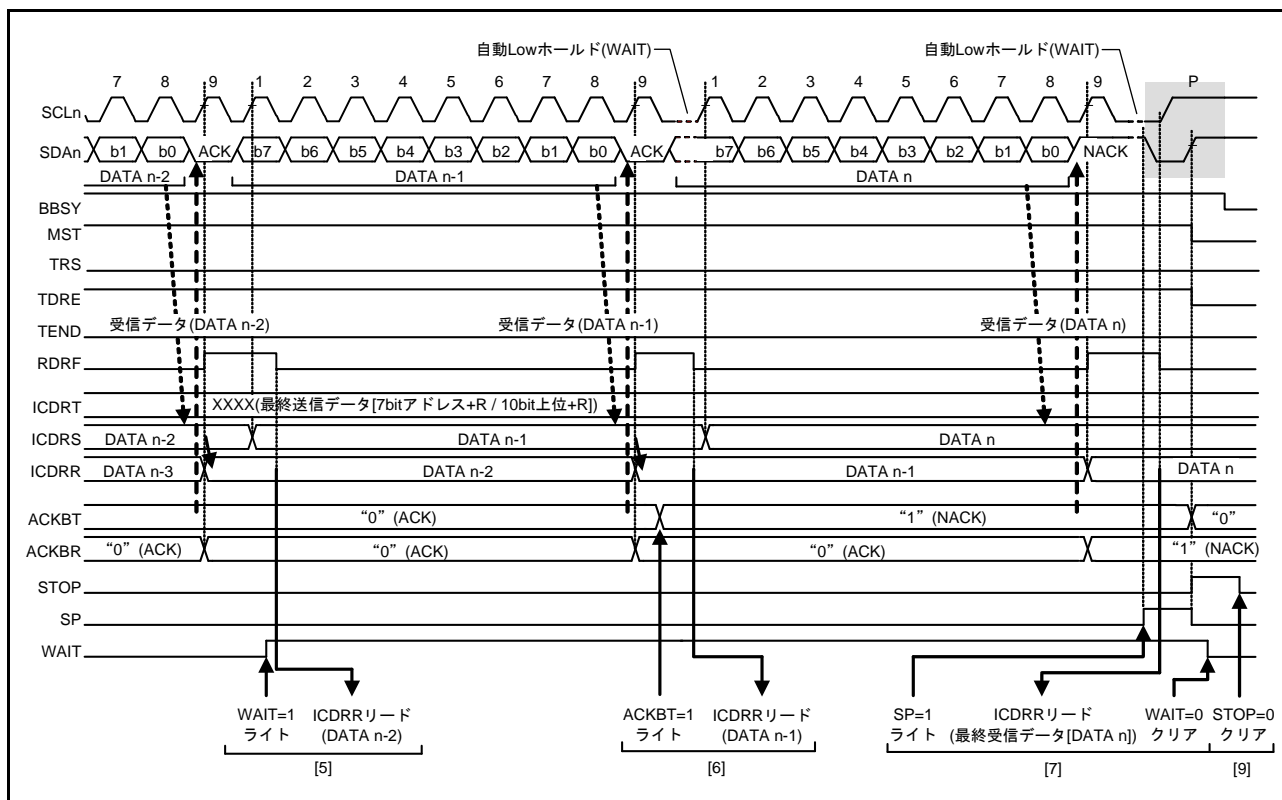 自動Lowホールド(WAIT) 自動Lowホールド(WAIT)
7 8 9 1 2 3 4 5 6 7 8 9 1 2 3 4 5 6 7 8 9 P
SCLn
SDAn b1 b0 ACK b7 b6 b5 b4 b3 b2 b1 b0 ACK b7 b6 b5 b4 b3 b2 b1 b0 NACK
DATA n-2 DATA n-1 DATA n
BBSY
MST
TRS
TDRE
TEND 受信データ(DATA n-2) 受信データ(DATA n-1) 受信データ(DATA n)
RDRF
ICDRT XXXX(最終送信データ[7bitアドレス+R / 10bit上位+R])
ICDRS DATA n-2 DATA n-1 DATA n
ICDRR DATA n-3 DATA n-2 DATA n-1 DATA n
ACKBT “0” (ACK) “1” (NACK) “0”
ACKBR “0” (ACK) “0” (ACK) “0” (ACK) “1” (NACK)
STOP
SP
WAIT
WAIT=1 ICDRRリード ACKBT=1 ICDRRリード SP=1 ICDRRリード WAIT=0 STOP=0
ライト (DATA n-2) ライト (DATA n-1) ライト (最終受信データ[DATA n]) クリア クリア
[5] [6] [7] [9]